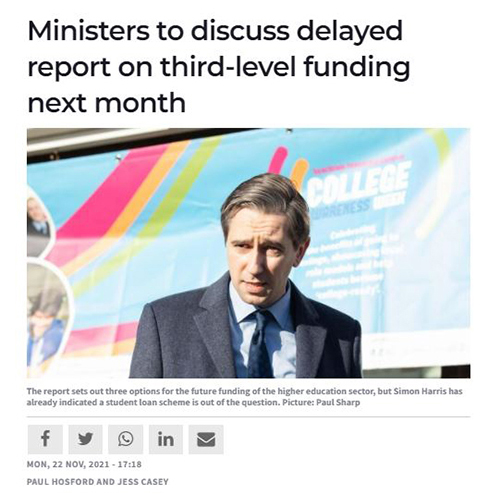 Ministers to discuss delayed
report on third-level funding
next month
COLLEGE
AWARENESS WEEK
Celebrating
The report sets out three options for the future funding of the higher education sector, but Simon Harris has
already indicated a student loan scheme is out of the question. Picture: Paul Sharp
MON, 22 NOV, 2021 - 17:18
PAUL HOSFORD AND JESS CASEY